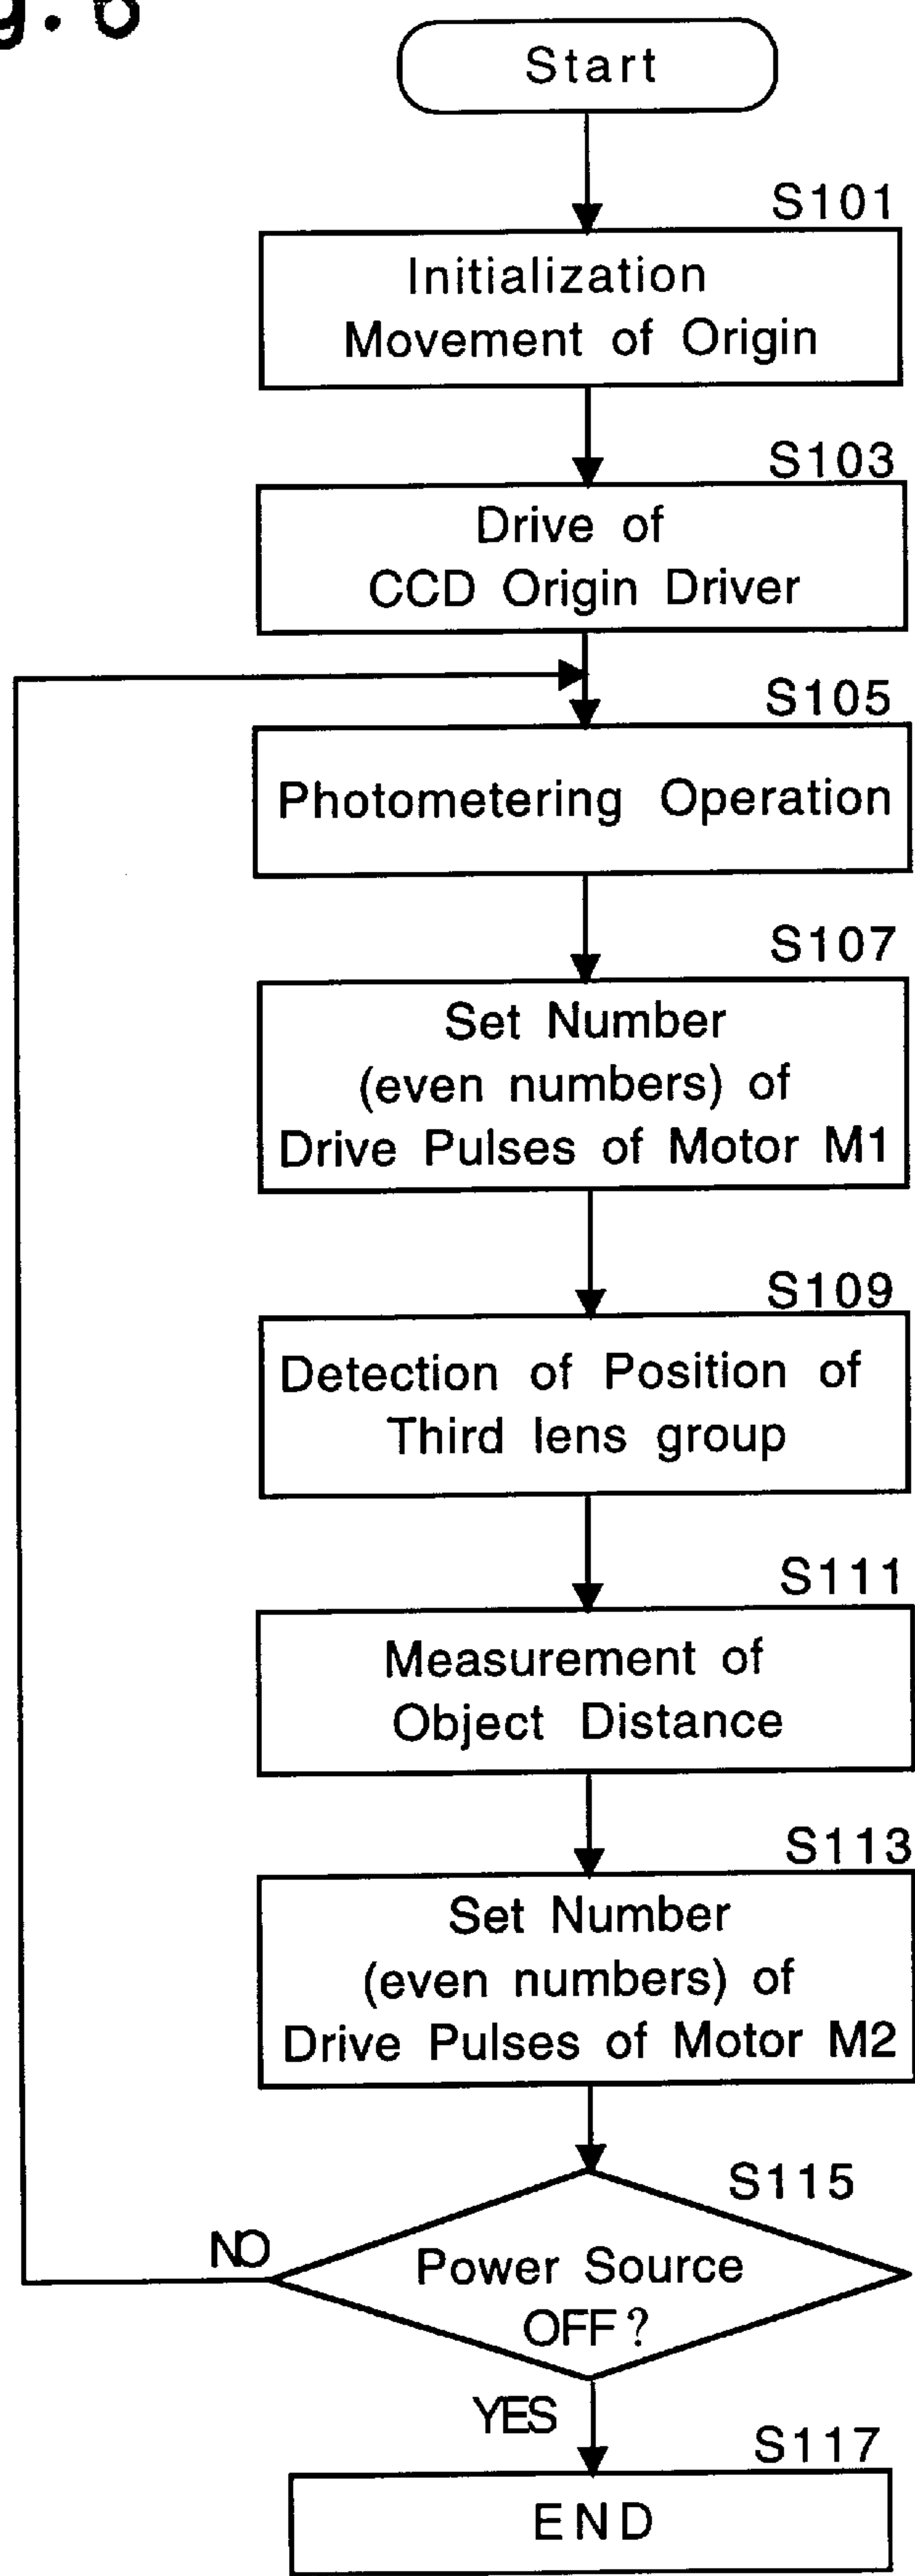 g. 6
Start
S101
Initialization
Movement of Origin
S103
Drive of
CCD Origin Driver
S105
Photometering Operation
S107
Set Number
(even numbers) of
Drive Pulses of Motor M1
S109
Detection of Position of
Third lens group
S111
Measurement of
Object Distance
S113
Set Number
(even numbers) of
Drive Pulses of Motor M2
S115
NO
Power Source
OFF?
YES
S117
END